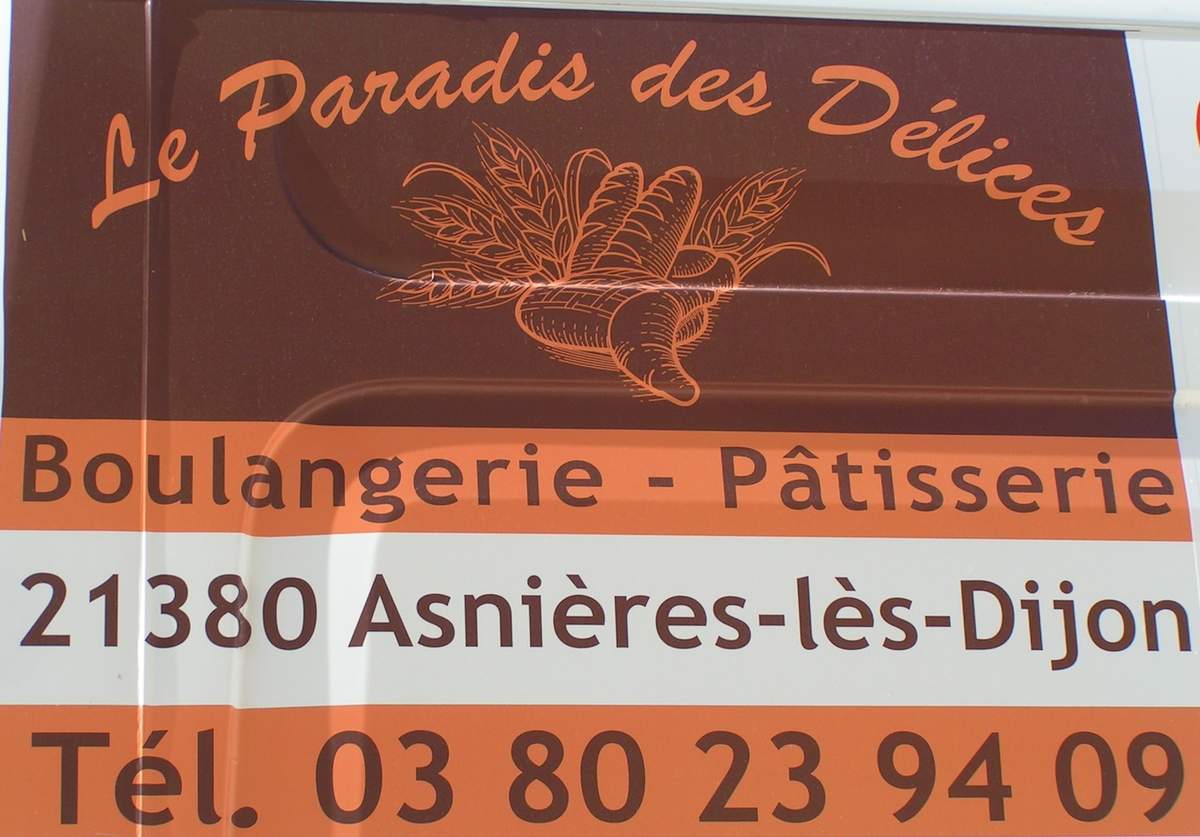 Le Paradis des Délices
Boulangerie - Pâtisserie
21380 Asnières-lès-Dijon
Tél. 03 80 23 94 09